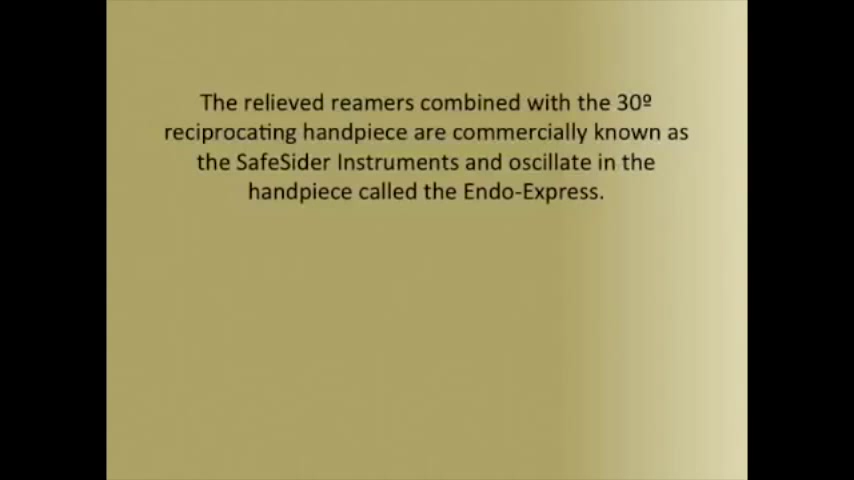 The relieved reamers combined with the 30º
reciprocating handpiece are commercially known as
the SafeSider Instruments and oscillate in the
handpiece called the Endo-Express.